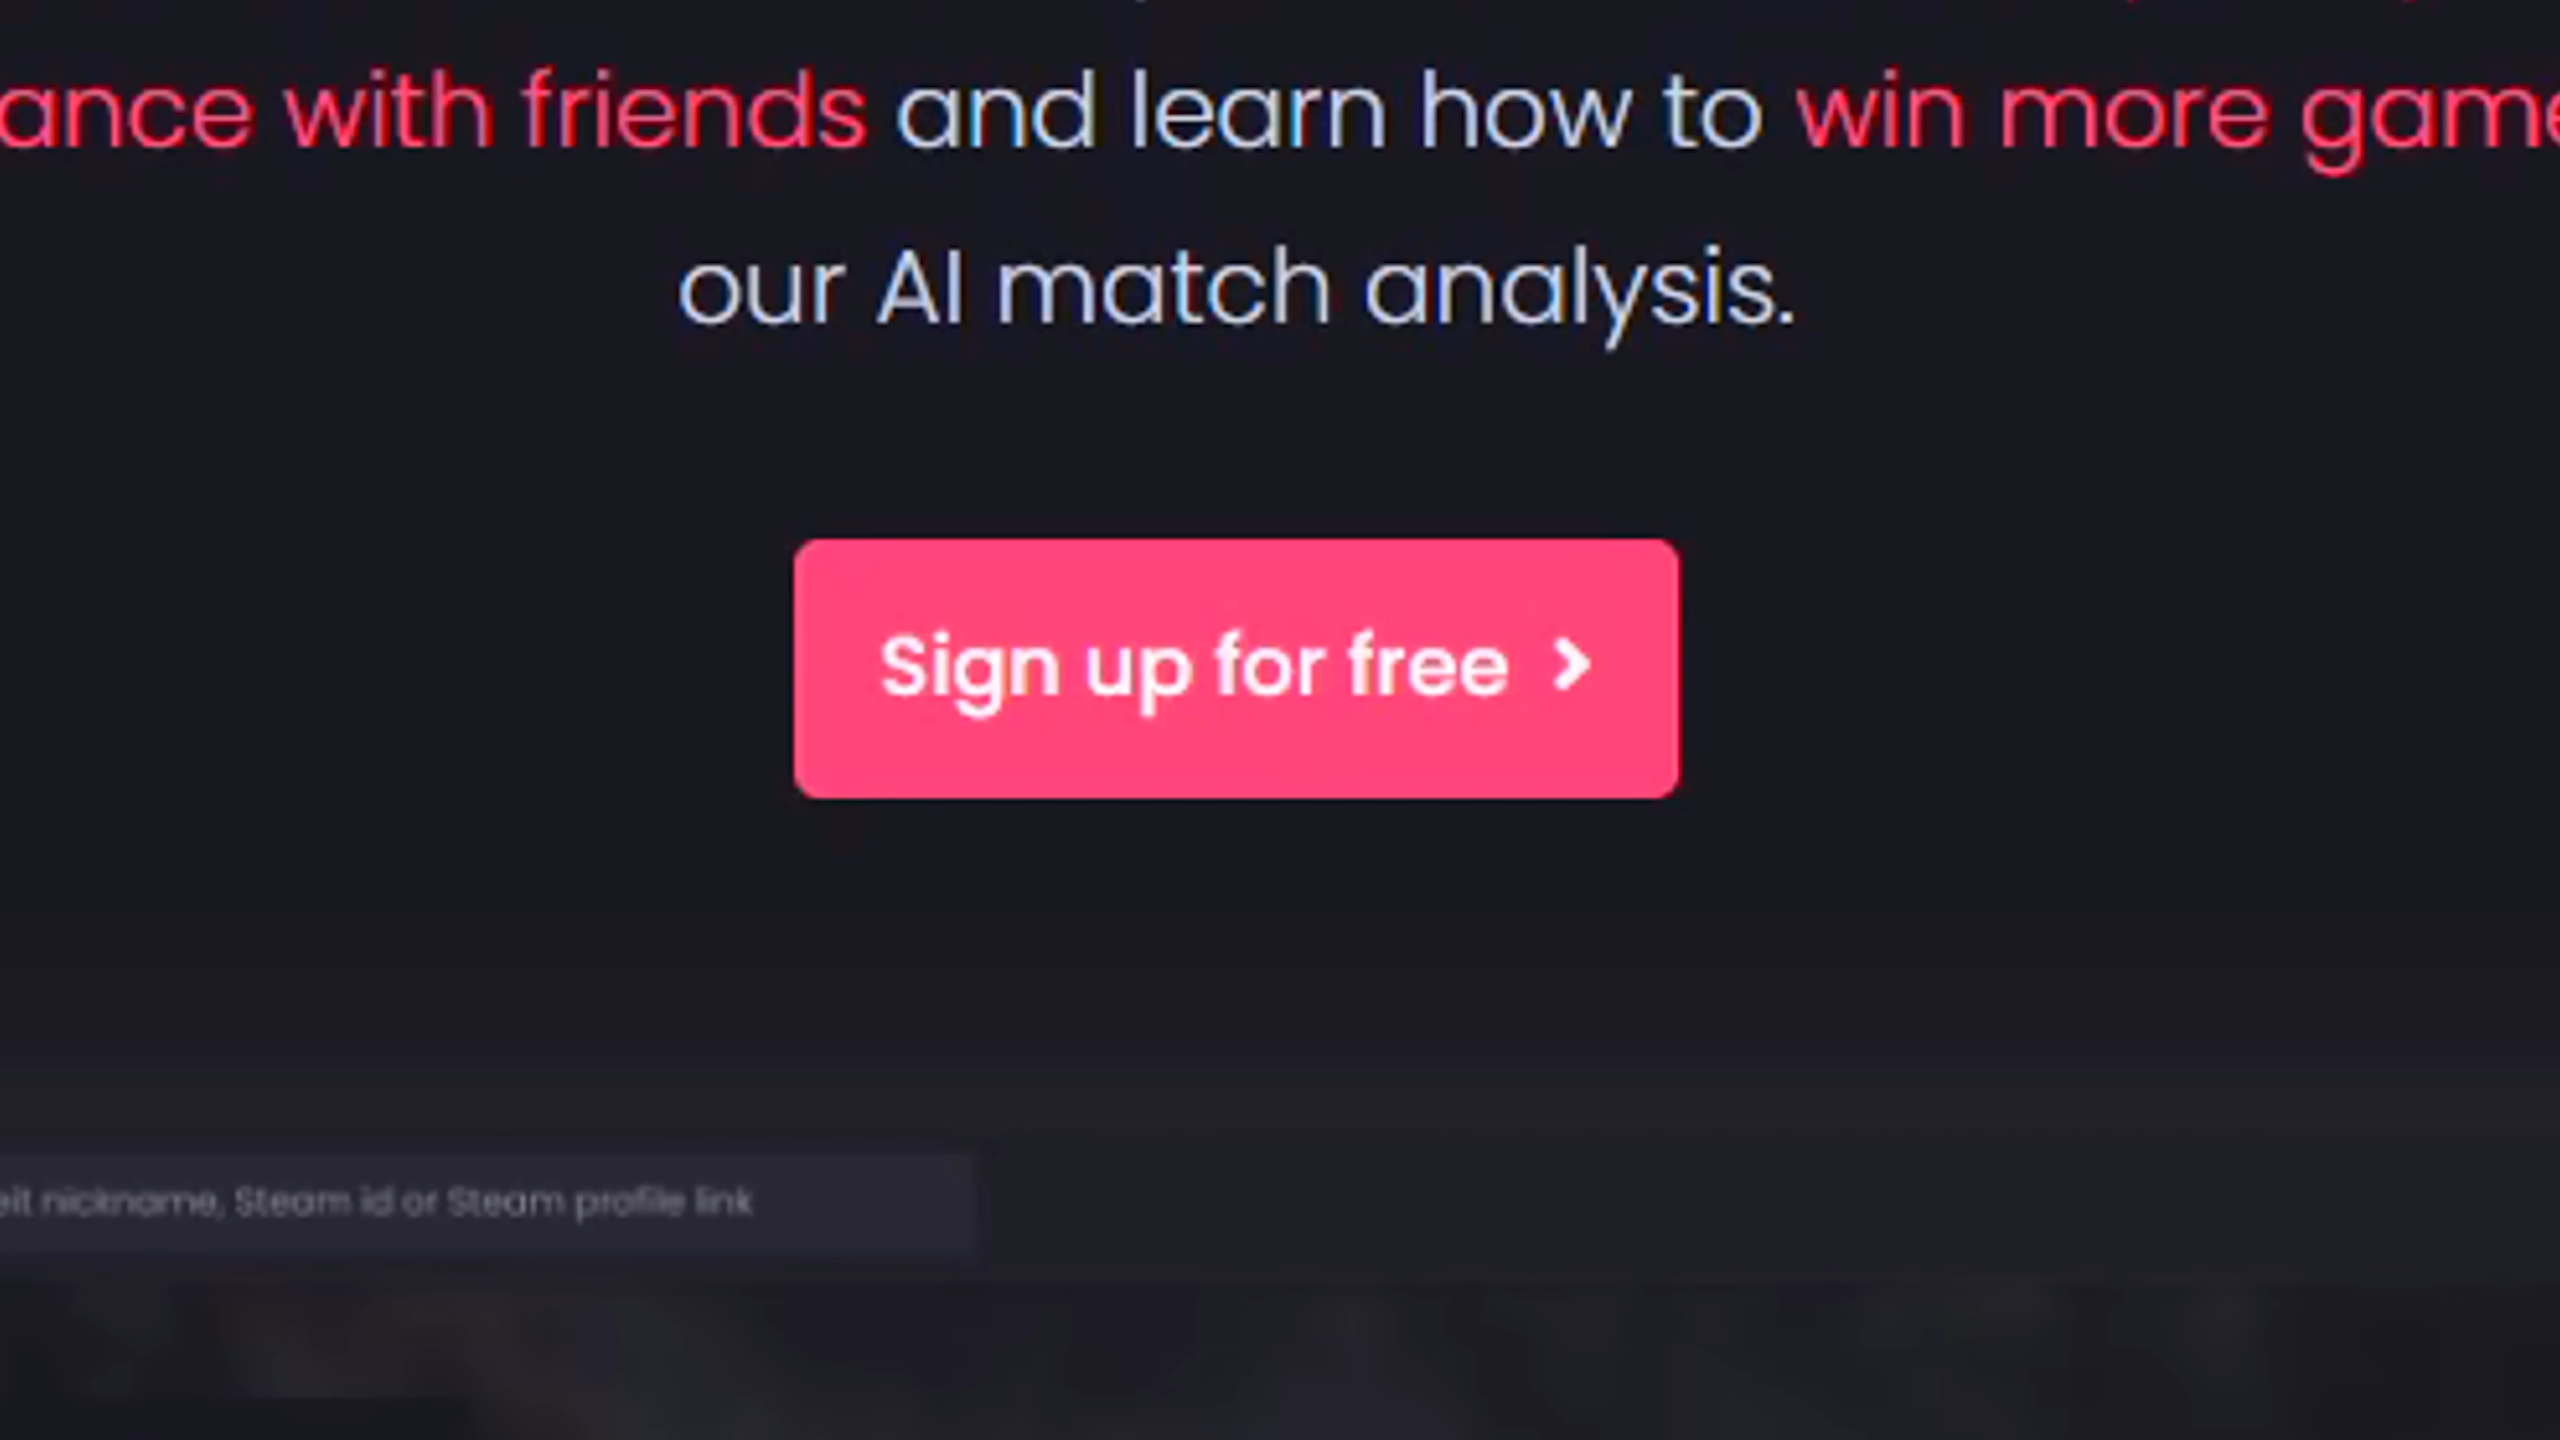 ance with friends and learn how to win more game
our AI match analysis.
Sign up for free
eit nickname, Steam id or Steam profile link